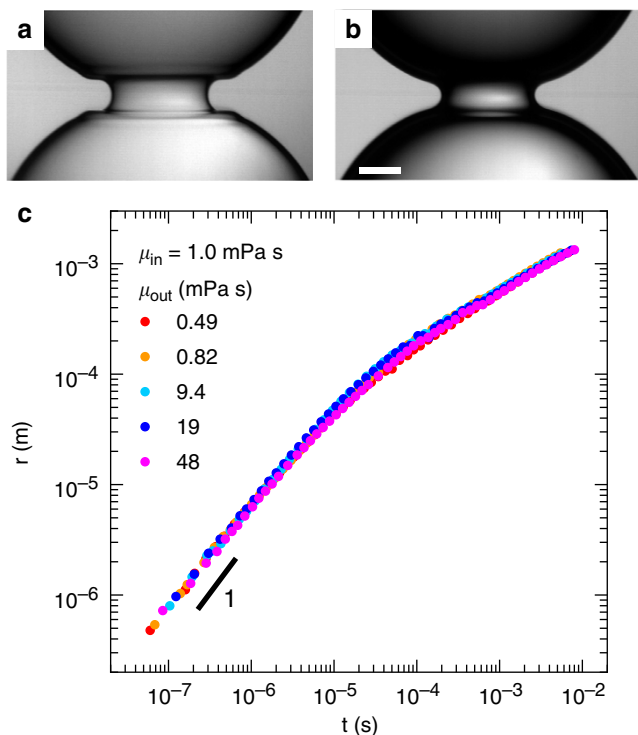 a
b
c
μin = 1.0 mPa s
μout (mPa s)
0.49
0.82
9.4
19
48
1
r (m)
10⁻³
10⁻⁴
10⁻⁵
10⁻⁶
10⁻⁷ 10⁻⁶ 10⁻⁵ 10⁻⁴ 10⁻³ 10⁻²
t (s)